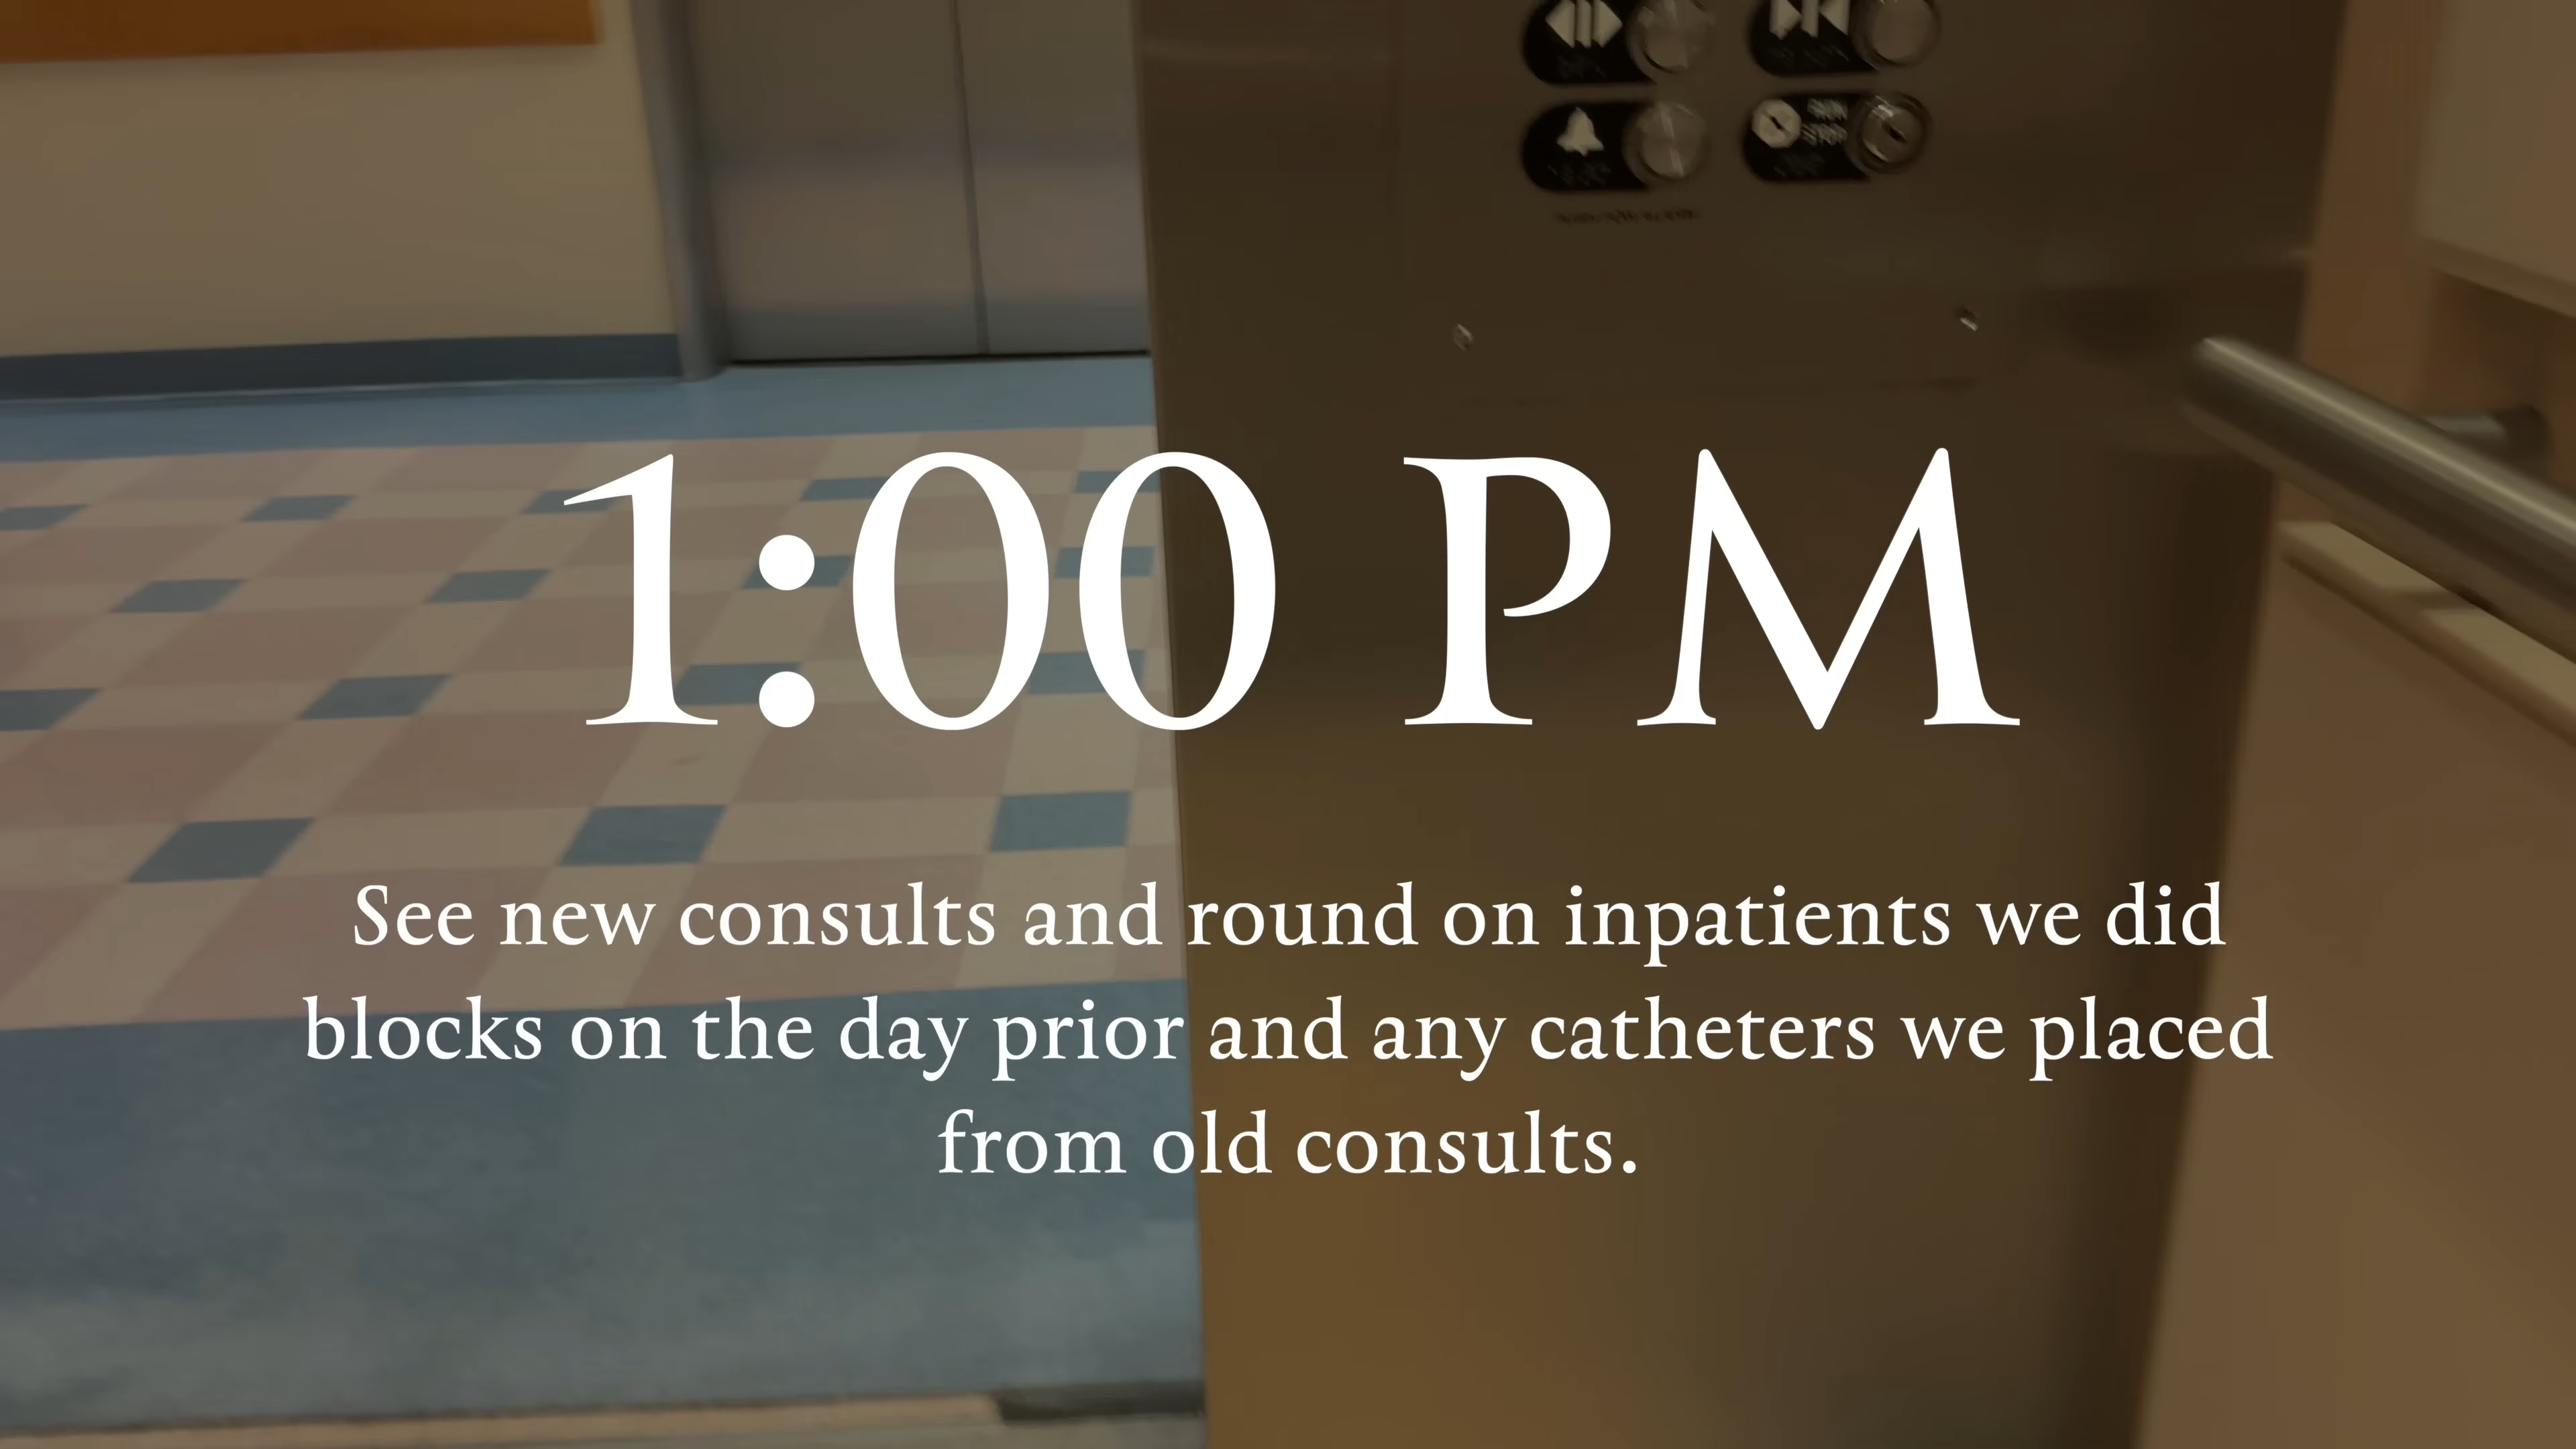 1:00 PM
See new consults and round on inpatients we did
blocks on the day prior and any catheters we placed
from old consults.